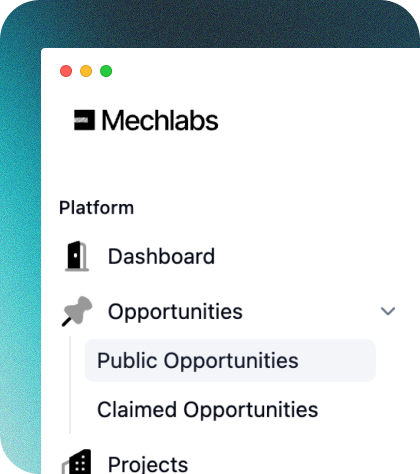 Mechlabs
Platform
Dashboard
Opportunities
Public Opportunities
Claimed Opportunities
Projects